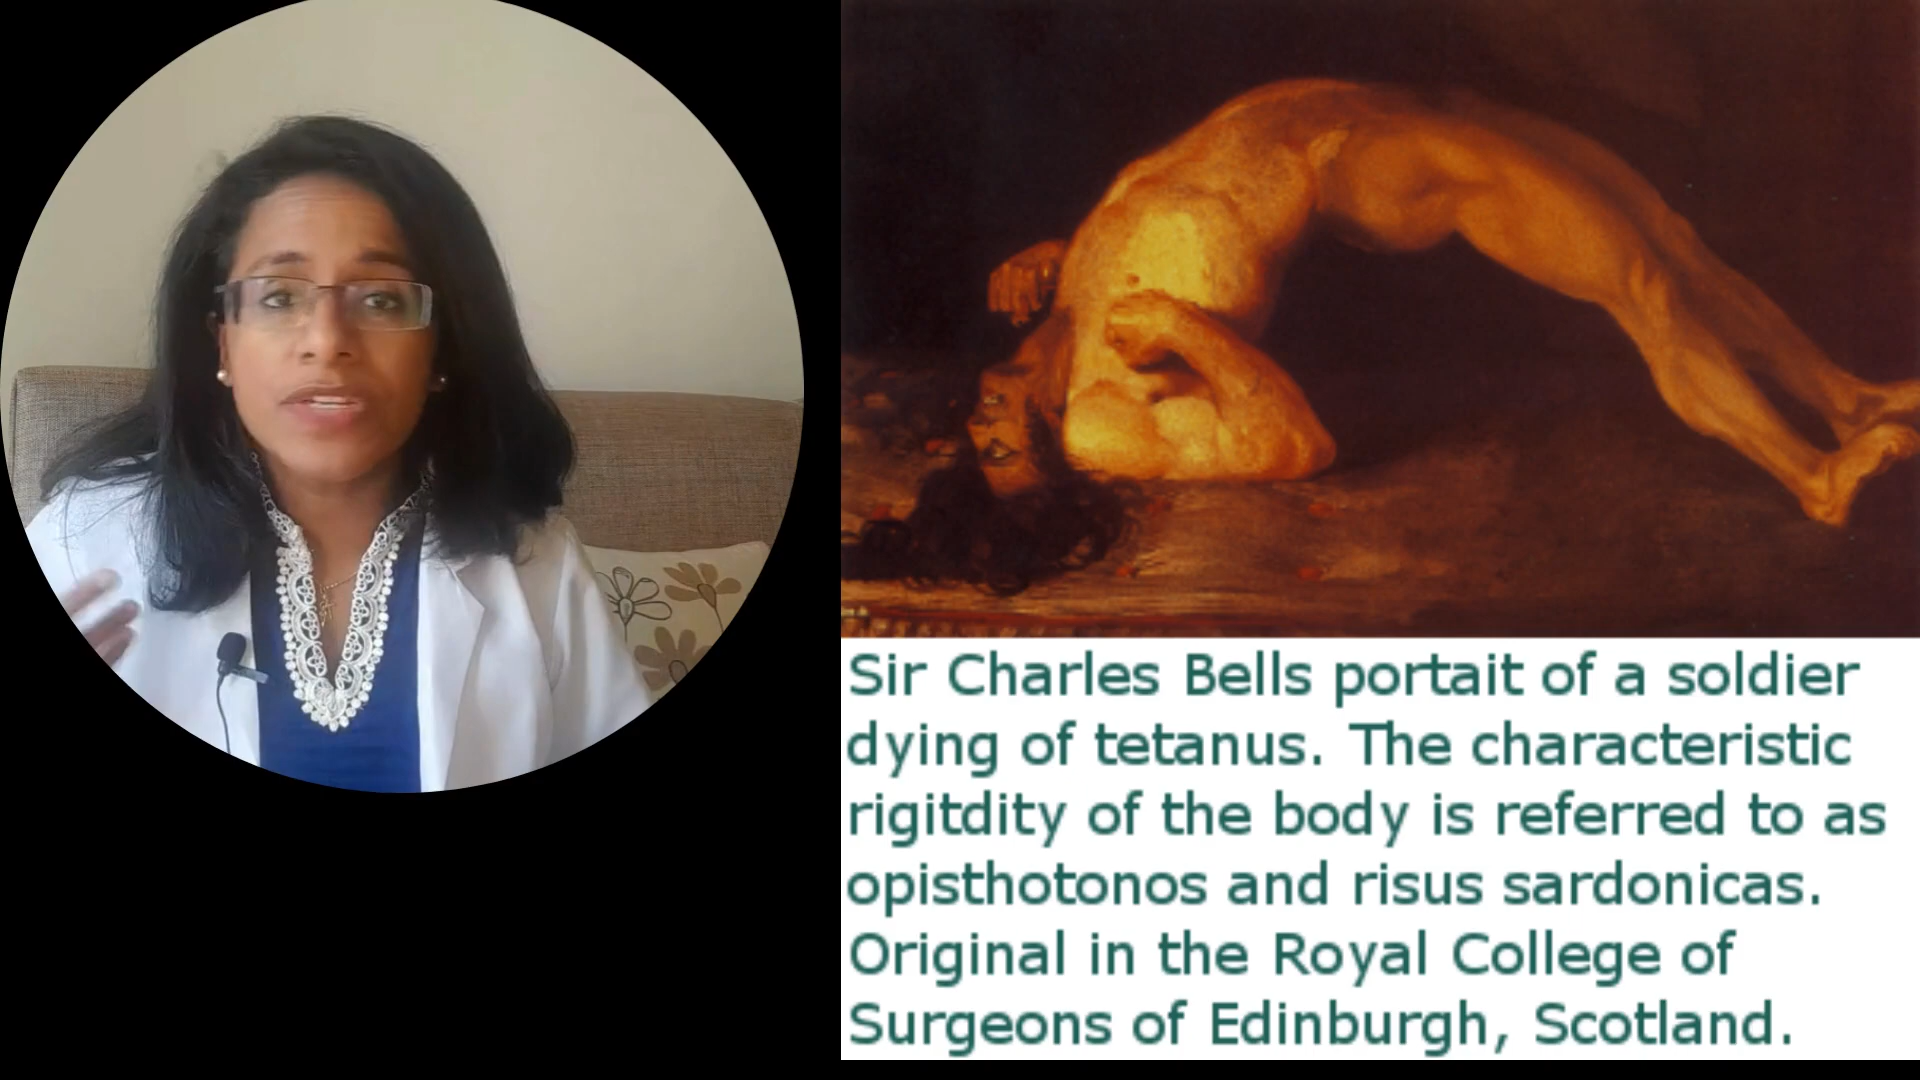 Sir Charles Bells portait of a soldier
dying of tetanus. The characteristic
rigitdity of the body is referred to as
opisthotonos and risus sardonicas.
Original in the Royal College of
Surgeons of Edinburgh, Scotland.